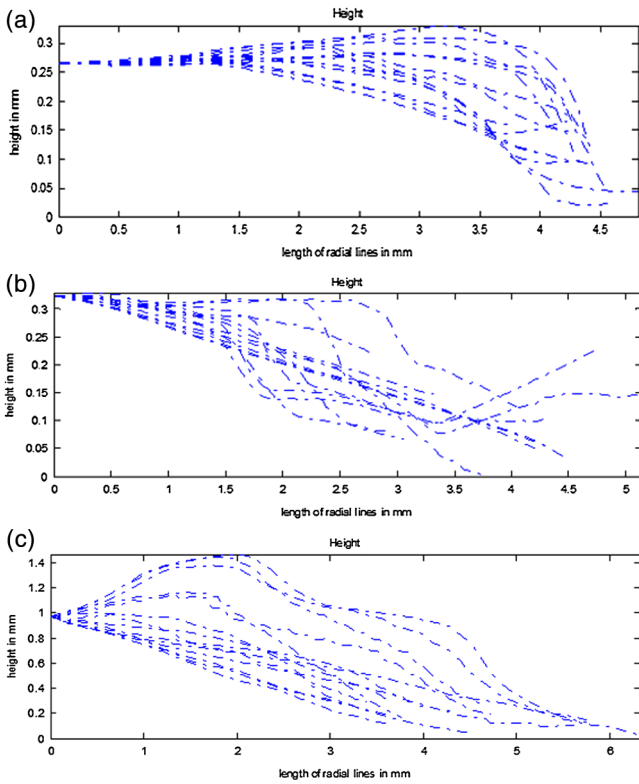 (a)
Height
0.3
0.25
0.2
0.15
0.1
0.05
0
height in mm
0 0.5 1 1.5 2 2.5 3 3.5 4 4.5
length of radial lines in mm
(b)
Height
0.3
0.25
0.2
0.15
0.1
0.05
0
height in mm
0 0.5 1 1.5 2 2.5 3 3.5 4 4.5 5
length of radial lines in mm
(c)
Height
1.4
1.2
1
0.8
0.6
0.4
0.2
0
height in mm
0 1 2 3 4 5 6
length of radial lines in mm